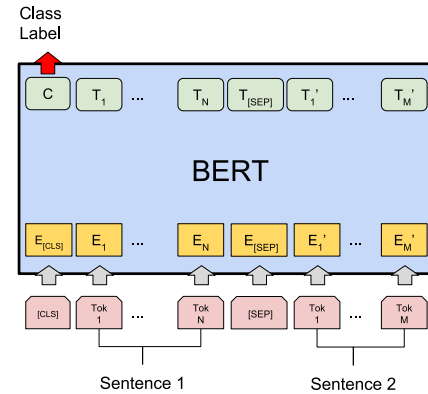 Class
Label
C T1 ... TN T[SEP] T1' ... TM'
BERT
E[CLS] E1 ... EN E[SEP] E1' ... EM'
[CLS] Tok 1 ... Tok N [SEP] Tok 1 ... Tok M
Sentence 1 Sentence 2